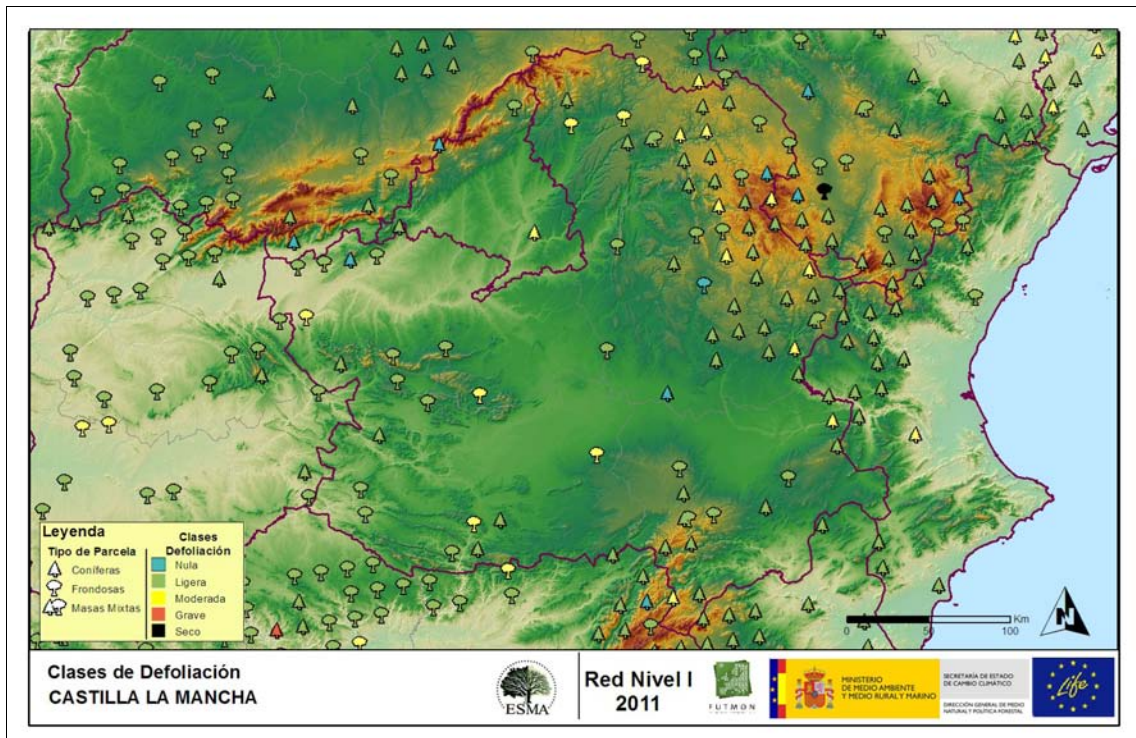 Leyenda
Tipo de Parcela
Coníferas
Frondosas
Masas Mixtas
Clases
Defoliación
Nula
Ligera
Moderada
Grave
Seco
N
0 50 100 Km
Clases de Defoliación
CASTILLA LA MANCHA
ESMA
Red Nivel I
2011
FUTMON
MINISTERIO
DE MEDIO AMBIENTE
Y MEDIO RURAL Y MARINO
SECRETARÍA DE ESTADO
DE CAMBIO CLIMÁTICO
DIRECCIÓN GENERAL DE MEDIO
NATURAL Y POLÍTICA FORESTAL
Life